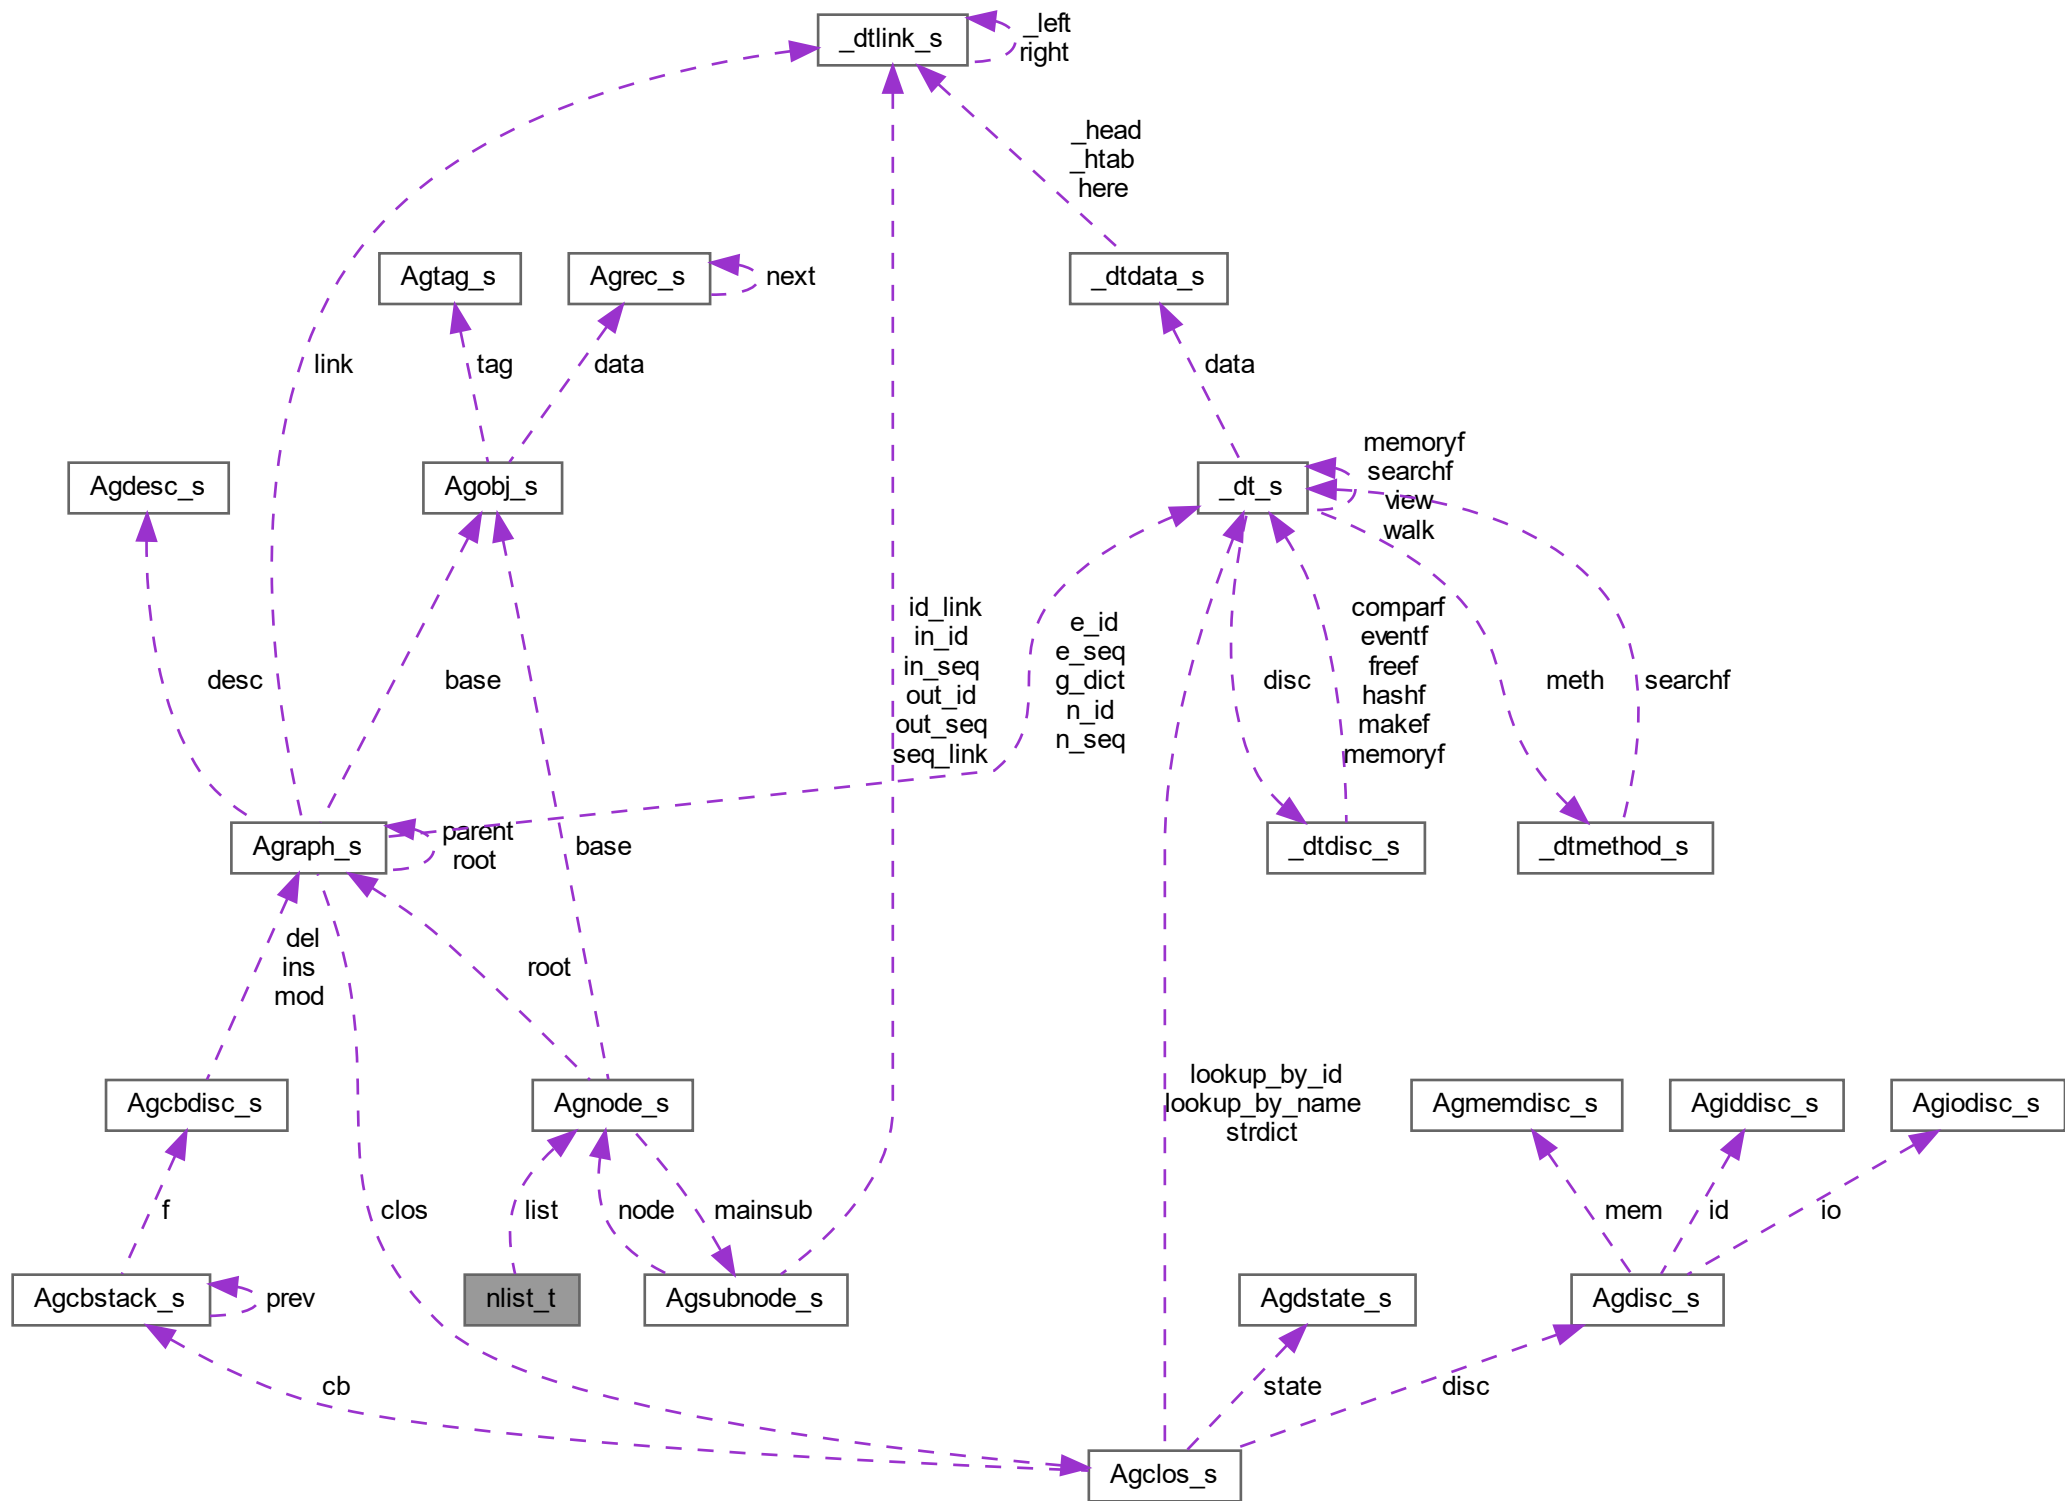 _dtlink_s
_left
right
_head
_htab
here
Agtag_s
Agrec_s
next
_dtdata_s
link
tag
data
data
Agdesc_s
Agobj_s
_dt_s
memoryf
searchf
view
walk
desc
base
id_link
in_id
in_seq
out_id
out_seq
seq_link
e_id
e_seq
g_dict
n_id
n_seq
disc
comparf
eventf
freef
hashf
makef
memoryf
meth
searchf
Agraph_s
parent
root
base
_dtdisc_s
_dtmethod_s
del
ins
mod
root
Agcbdisc_s
Agnode_s
lookup_by_id
lookup_by_name
strdict
Agmemdisc_s
Agiddisc_s
Agiodisc_s
f
clos
list
node
mainsub
mem
id
io
Agcbstack_s
prev
nlist_t
Agsubnode_s
Agdstate_s
Agdisc_s
cb
state
disc
Agclos_s